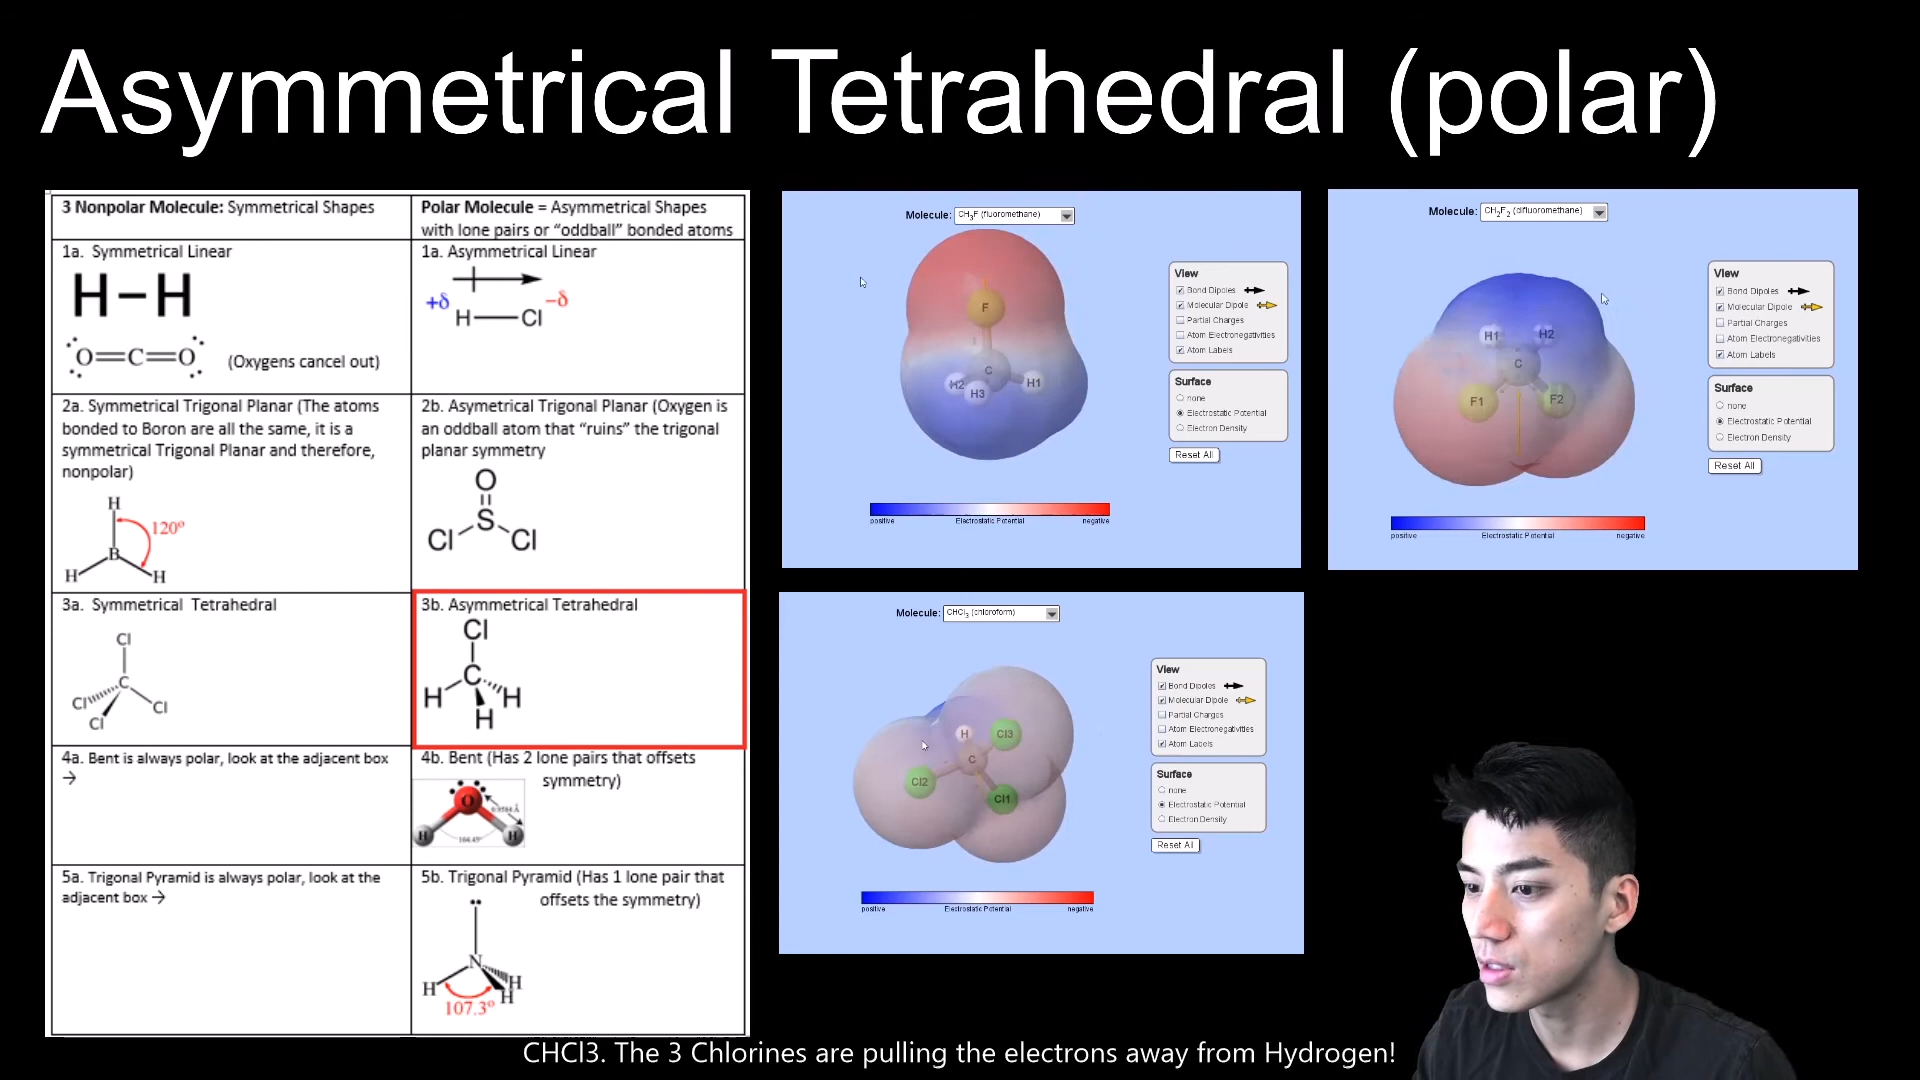 Asymmetrical Tetrahedral (polar)
3 Nonpolar Molecule: Symmetrical Shapes
Polar Molecule = Asymmetrical Shapes
with lone pairs or “oddball” bonded atoms
1a. Symmetrical Linear
H–H
O=C=O
(Oxygens cancel out)
1a. Asymmetrical Linear
+δ
−δ
H—Cl
2a. Symmetrical Trigonal Planar (The atoms
bonded to Boron are all the same, it is a
symmetrical Trigonal Planar and therefore,
nonpolar)
H
120º
B
H
H
2b. Asymetrical Trigonal Planar (Oxygen is
an oddball atom that “ruins” the trigonal
planar symmetry
O
S
Cl
Cl
3a. Symmetrical Tetrahedral
Cl
C
Cl
Cl
Cl
3b. Asymmetrical Tetrahedral
Cl
C
H
H
H
4a. Bent is always polar, look at the adjacent box
→
4b. Bent (Has 2 lone pairs that offsets
symmetry)
O
H
H
5a. Trigonal Pyramid is always polar, look at the
adjacent box →
5b. Trigonal Pyramid (Has 1 lone pair that
offsets the symmetry)
N
H
H
H
107.3º
Molecule: CH3F (fluoromethane)
F
C
H2
H3
H1
View
Bond Dipoles
Molecular Dipole
Partial Charges
Atom Electronegativities
Atom Labels
Surface
none
Electrostatic Potential
Electron Density
Reset All
positive Electrostatic Potential negative
Molecule: CH2F2 (difluoromethane)
H1
H2
C
F1
F2
View
Bond Dipoles
Molecular Dipole
Partial Charges
Atom Electronegativities
Atom Labels
Surface
none
Electrostatic Potential
Electron Density
Reset All
positive Electrostatic Potential negative
Molecule: CHCl3 (chloroform)
H
Cl3
C
Cl2
Cl1
View
Bond Dipoles
Molecular Dipole
Partial Charges
Atom Electronegativities
Atom Labels
Surface
none
Electrostatic Potential
Electron Density
Reset All
positive Electrostatic Potential negative
CHCl3. The 3 Chlorines are pulling the electrons away from Hydrogen!